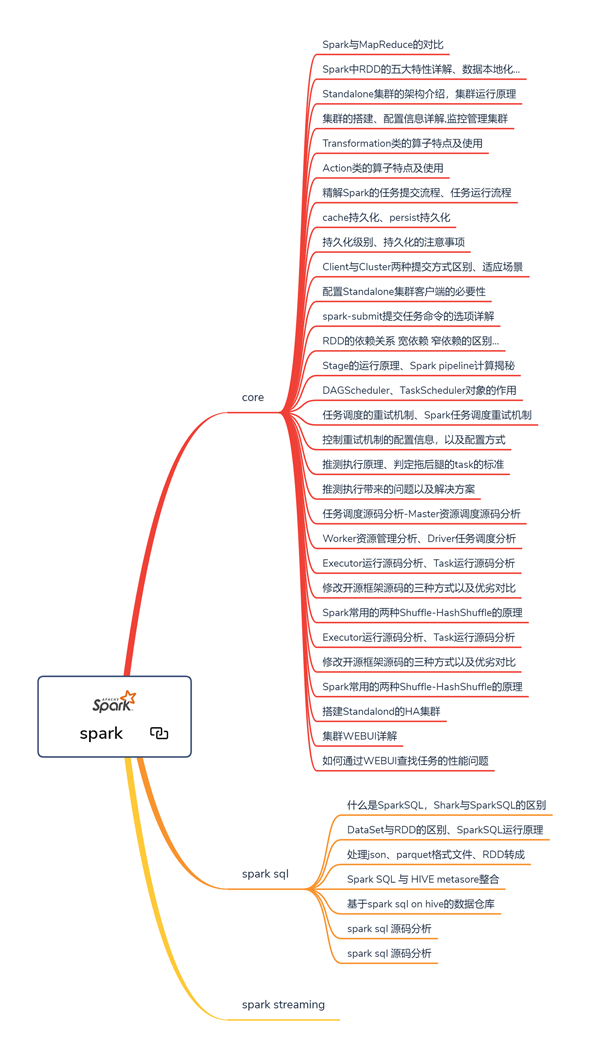 Spark与MapReduce的对比
Spark中RDD的五大特性详解、数据本地化...
Standalone集群的架构介绍，集群运行原理
集群的搭建、配置信息详解,监控管理集群
Transformation类的算子特点及使用
Action类的算子特点及使用
精解Spark的任务提交流程、任务运行流程
cache持久化、persist持久化
持久化级别、持久化的注意事项
Client与Cluster两种提交方式区别、适应场景
配置Standalone集群客户端的必要性
spark-submit提交任务命令的选项详解
RDD的依赖关系 宽依赖 窄依赖的区别...
Stage的运行原理、Spark pipeline计算揭秘
DAGScheduler、TaskScheduler对象的作用
core
任务调度的重试机制、Spark任务调度重试机制
控制重试机制的配置信息，以及配置方式
推测执行原理、判定拖后腿的task的标准
推测执行带来的问题以及解决方案
任务调度源码分析-Master资源调度源码分析
Worker资源管理分析、Driver任务调度分析
Executor运行源码分析、Task运行源码分析
修改开源框架源码的三种方式以及优劣对比
Spark常用的两种Shuffle-HashShuffle的原理
Executor运行源码分析、Task运行源码分析
修改开源框架源码的三种方式以及优劣对比
Spark常用的两种Shuffle-HashShuffle的原理
搭建Standalond的HA集群
集群WEBUI详解
如何通过WEBUI查找任务的性能问题
APACHE
Spark
spark
什么是SparkSQL，Shark与SparkSQL的区别
DataSet与RDD的区别、SparkSQL运行原理
处理json、parquet格式文件、RDD转成
spark sql
Spark SQL 与 HIVE metasore整合
基于spark sql on hive的数据仓库
spark sql 源码分析
spark sql 源码分析
spark streaming